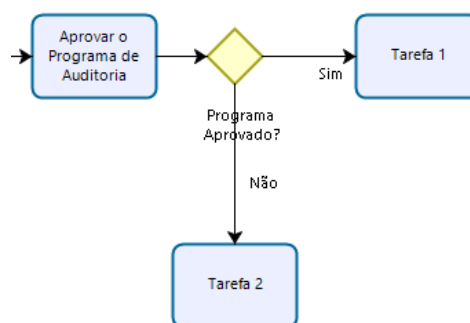 Aprovar o
Programa de
Auditoria
Sim
Tarefa 1
Programa
Aprovado?
Não
Tarefa 2